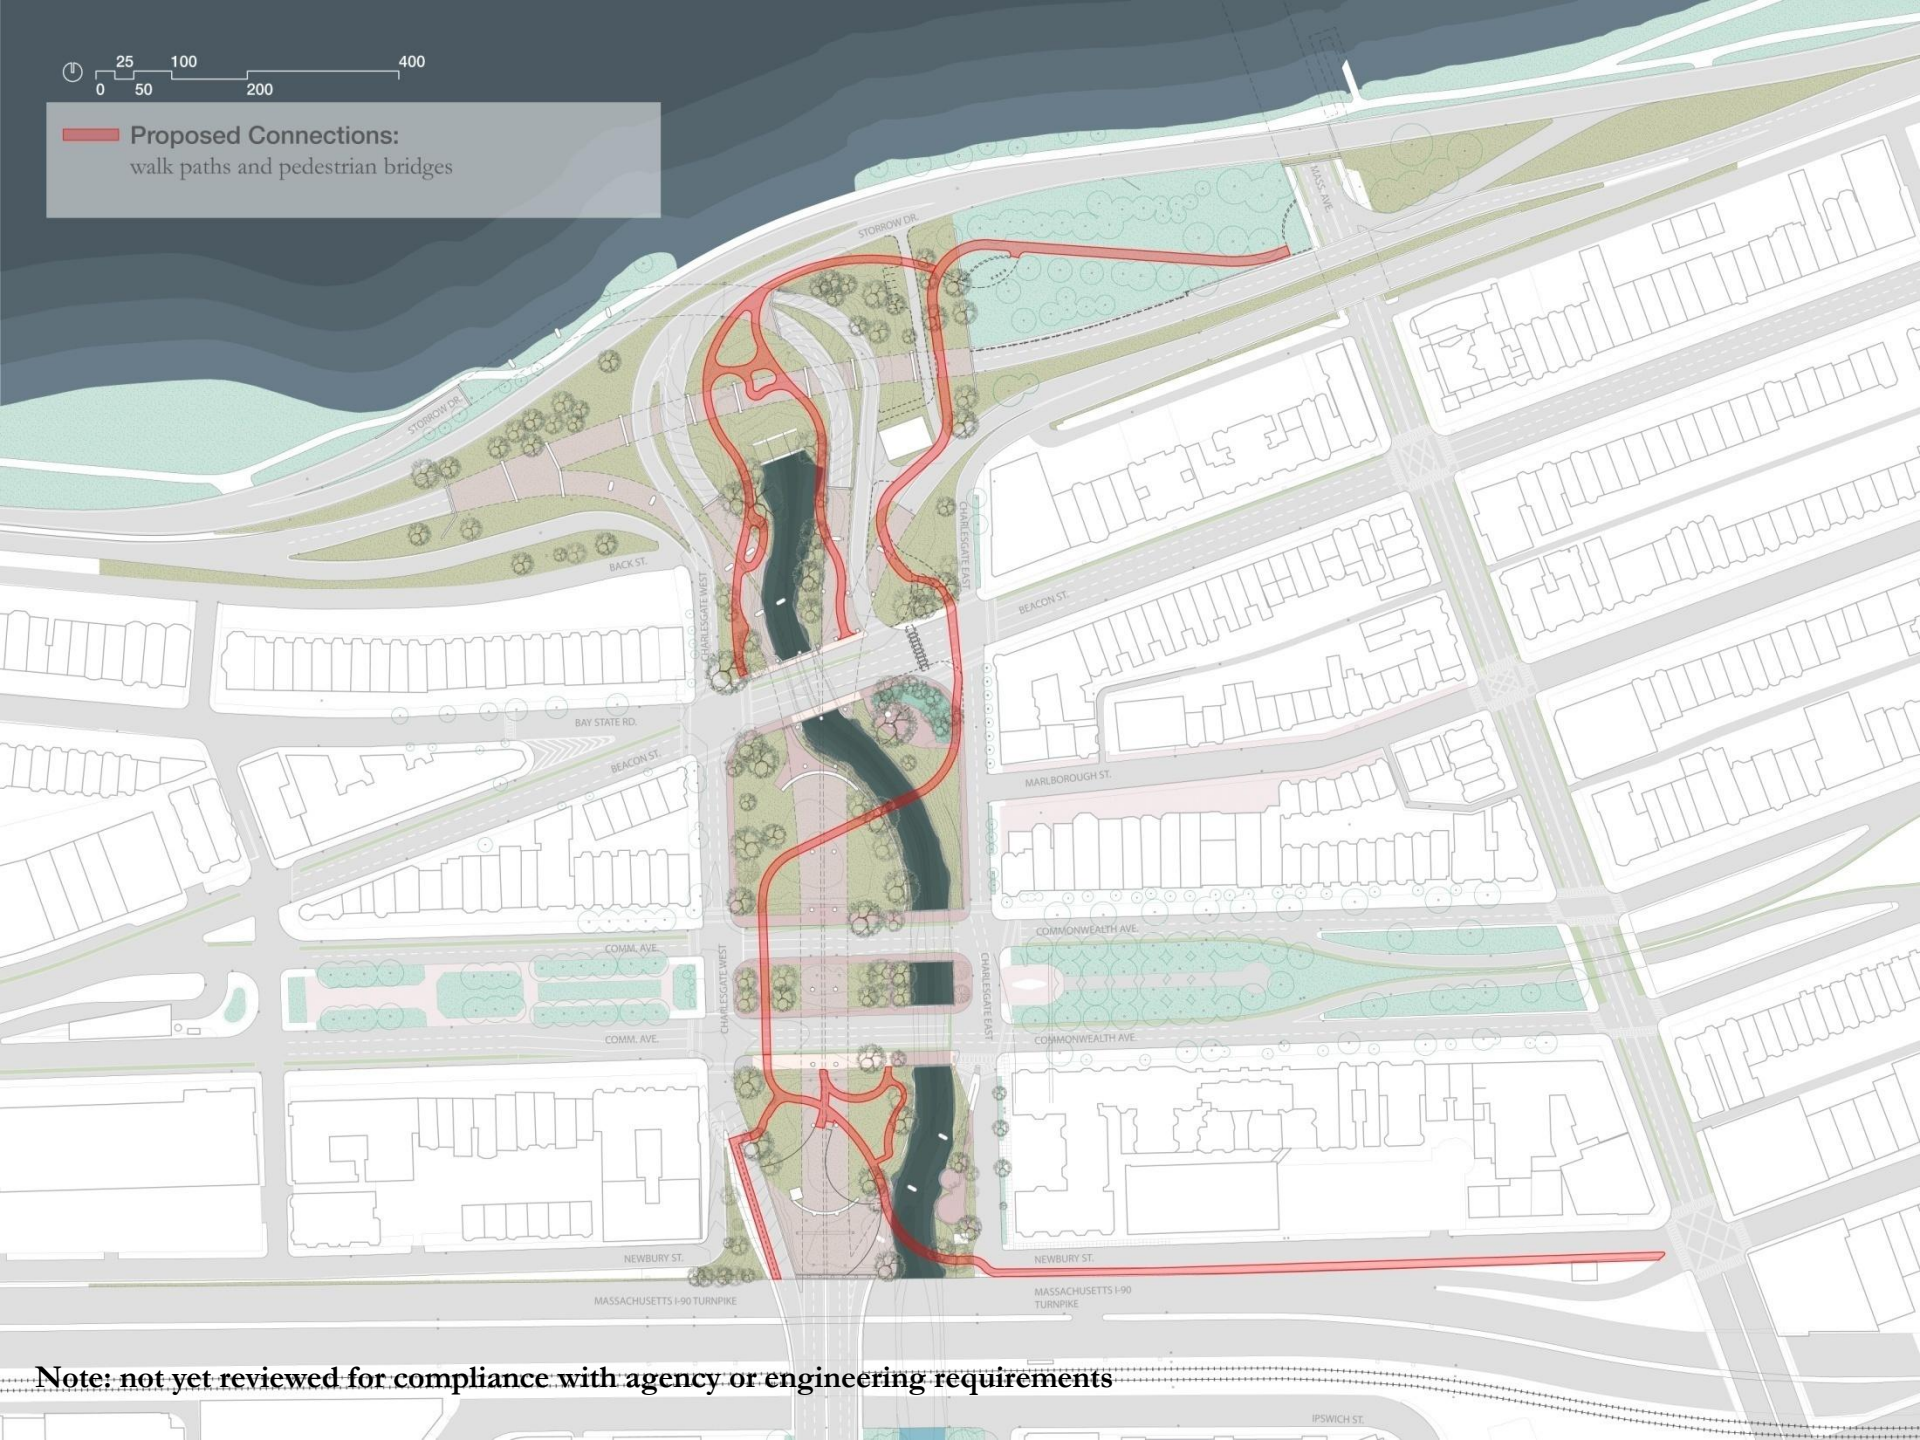 25 100 400
0 50 200
Proposed Connections:
walk paths and pedestrian bridges
MASS. AVE.
STORROW DR.
STORROW DR.
CHARLESGATE EAST
BACK ST.
CHARLESGATE WEST
BEACON ST.
BAY STATE RD.
BEACON ST.
MARLBOROUGH ST.
COMMONWEALTH AVE.
COMM. AVE.
CHARLESGATE WEST
CHARLESGATE EAST
COMM. AVE.
COMMONWEALTH AVE.
NEWBURY ST.
NEWBURY ST.
MASSACHUSETTS I-90 TURNPIKE
MASSACHUSETTS I-90
TURNPIKE
Note: not yet reviewed for compliance with agency or engineering requirements
IPSWICH ST.